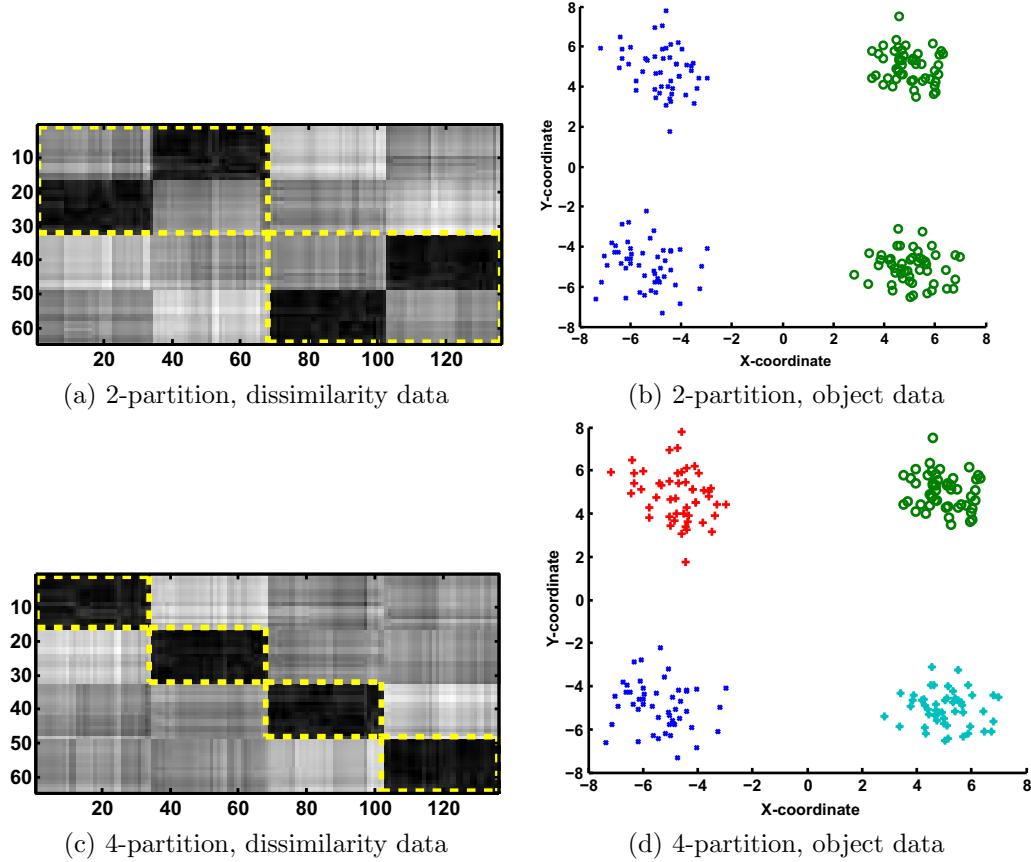 10
20
30
40
50
60
20 40 60 80 100 120
(a) 2-partition, dissimilarity data
8
6
4
2
0
−2
−4
−6
−8
Y-coordinate
−8 −6 −4 −2 0 2 4 6 8
X-coordinate
(b) 2-partition, object data
10
20
30
40
50
60
20 40 60 80 100 120
(c) 4-partition, dissimilarity data
8
6
4
2
0
−2
−4
−6
−8
Y-coordinate
−8 −6 −4 −2 0 2 4 6 8
X-coordinate
(d) 4-partition, object data